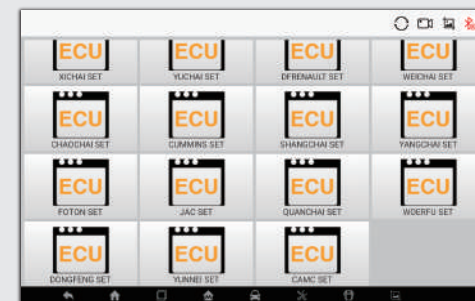 ECU ECU ECU ECU
XICHAI SET YUCHAI SET DFRENAULT SET WEICHAI SET
ECU ECU ECU ECU
CHAOCHAI SET CUMMINS SET SHANGCHAI SET YANGCHAI SET
ECU ECU ECU ECU
FOTON SET JAC SET QUANCHAI SET WOERFU SET
ECU ECU ECU
DONGFENG SET YUNNEI SET CAMC SET